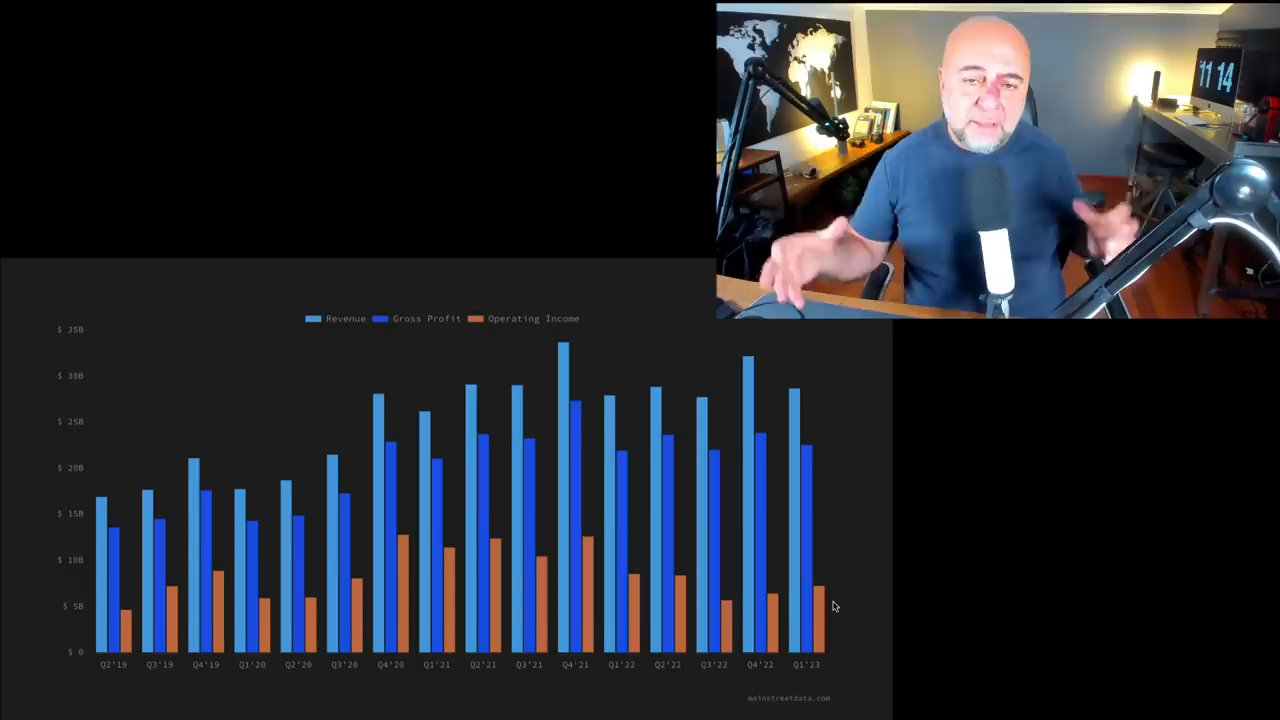 11 14
Revenue Gross Profit Operating Income
$ 35B
$ 30B
$ 25B
$ 20B
$ 15B
$ 10B
$ 5B
$ 0
Q2'19 Q3'19 Q4'19 Q1'20 Q2'20 Q3'20 Q4'20 Q1'21 Q2'21 Q3'21 Q4'21 Q1'22 Q2'22 Q3'22 Q4'22 Q1'23
mainstreetdata.com